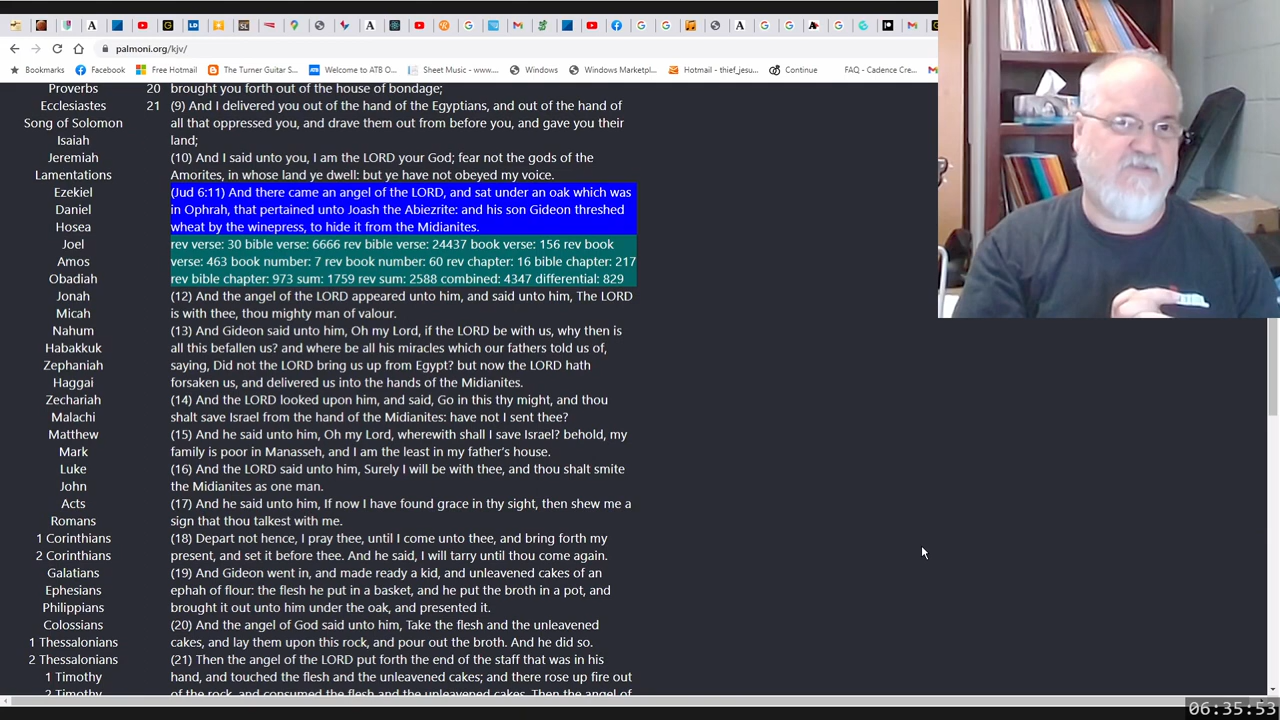 palmoni.org/kjv/
Bookmarks Facebook Free Hotmail The Turner Guitar S... Welcome to ATB O... Sheet Music - www.... Windows Windows Marketpl... Hotmail - thief_jesu... Continue FAQ - Cadence Cre...
Proverbs
Ecclesiastes
Song of Solomon
Isaiah
Jeremiah
Lamentations
Ezekiel
Daniel
Hosea
Joel
Amos
Obadiah
Jonah
Micah
Nahum
Habakkuk
Zephaniah
Haggai
Zechariah
Malachi
Matthew
Mark
Luke
John
Acts
Romans
1 Corinthians
2 Corinthians
Galatians
Ephesians
Philippians
Colossians
1 Thessalonians
2 Thessalonians
1 Timothy
2 Timothy
20
21
brought you forth out of the house of bondage;
(9) And I delivered you out of the hand of the Egyptians, and out of the hand of
all that oppressed you, and drave them out from before you, and gave you their
land;
(10) And I said unto you, I am the LORD your God; fear not the gods of the
Amorites, in whose land ye dwell: but ye have not obeyed my voice.
(Jud 6:11) And there came an angel of the LORD, and sat under an oak which was
in Ophrah, that pertained unto Joash the Abiezrite: and his son Gideon threshed
wheat by the winepress, to hide it from the Midianites.
rev verse: 30 bible verse: 6666 rev bible verse: 24437 book verse: 156 rev book
verse: 463 book number: 7 rev book number: 60 rev chapter: 16 bible chapter: 217
rev bible chapter: 973 sum: 1759 rev sum: 2588 combined: 4347 differential: 829
(12) And the angel of the LORD appeared unto him, and said unto him, The LORD
is with thee, thou mighty man of valour.
(13) And Gideon said unto him, Oh my Lord, if the LORD be with us, why then is
all this befallen us? and where be all his miracles which our fathers told us of,
saying, Did not the LORD bring us up from Egypt? but now the LORD hath
forsaken us, and delivered us into the hands of the Midianites.
(14) And the LORD looked upon him, and said, Go in this thy might, and thou
shalt save Israel from the hand of the Midianites: have not I sent thee?
(15) And he said unto him, Oh my Lord, wherewith shall I save Israel? behold, my
family is poor in Manasseh, and I am the least in my father's house.
(16) And the LORD said unto him, Surely I will be with thee, and thou shalt smite
the Midianites as one man.
(17) And he said unto him, If now I have found grace in thy sight, then shew me a
sign that thou talkest with me.
(18) Depart not hence, I pray thee, until I come unto thee, and bring forth my
present, and set it before thee. And he said, I will tarry until thou come again.
(19) And Gideon went in, and made ready a kid, and unleavened cakes of an
ephah of flour: the flesh he put in a basket, and he put the broth in a pot, and
brought it out unto him under the oak, and presented it.
(20) And the angel of God said unto him, Take the flesh and the unleavened
cakes, and lay them upon this rock, and pour out the broth. And he did so.
(21) Then the angel of the LORD put forth the end of the staff that was in his
hand, and touched the flesh and the unleavened cakes; and there rose up fire out
of the rock, and consumed the flesh and the unleavened cakes. Then the angel of
06:35:53